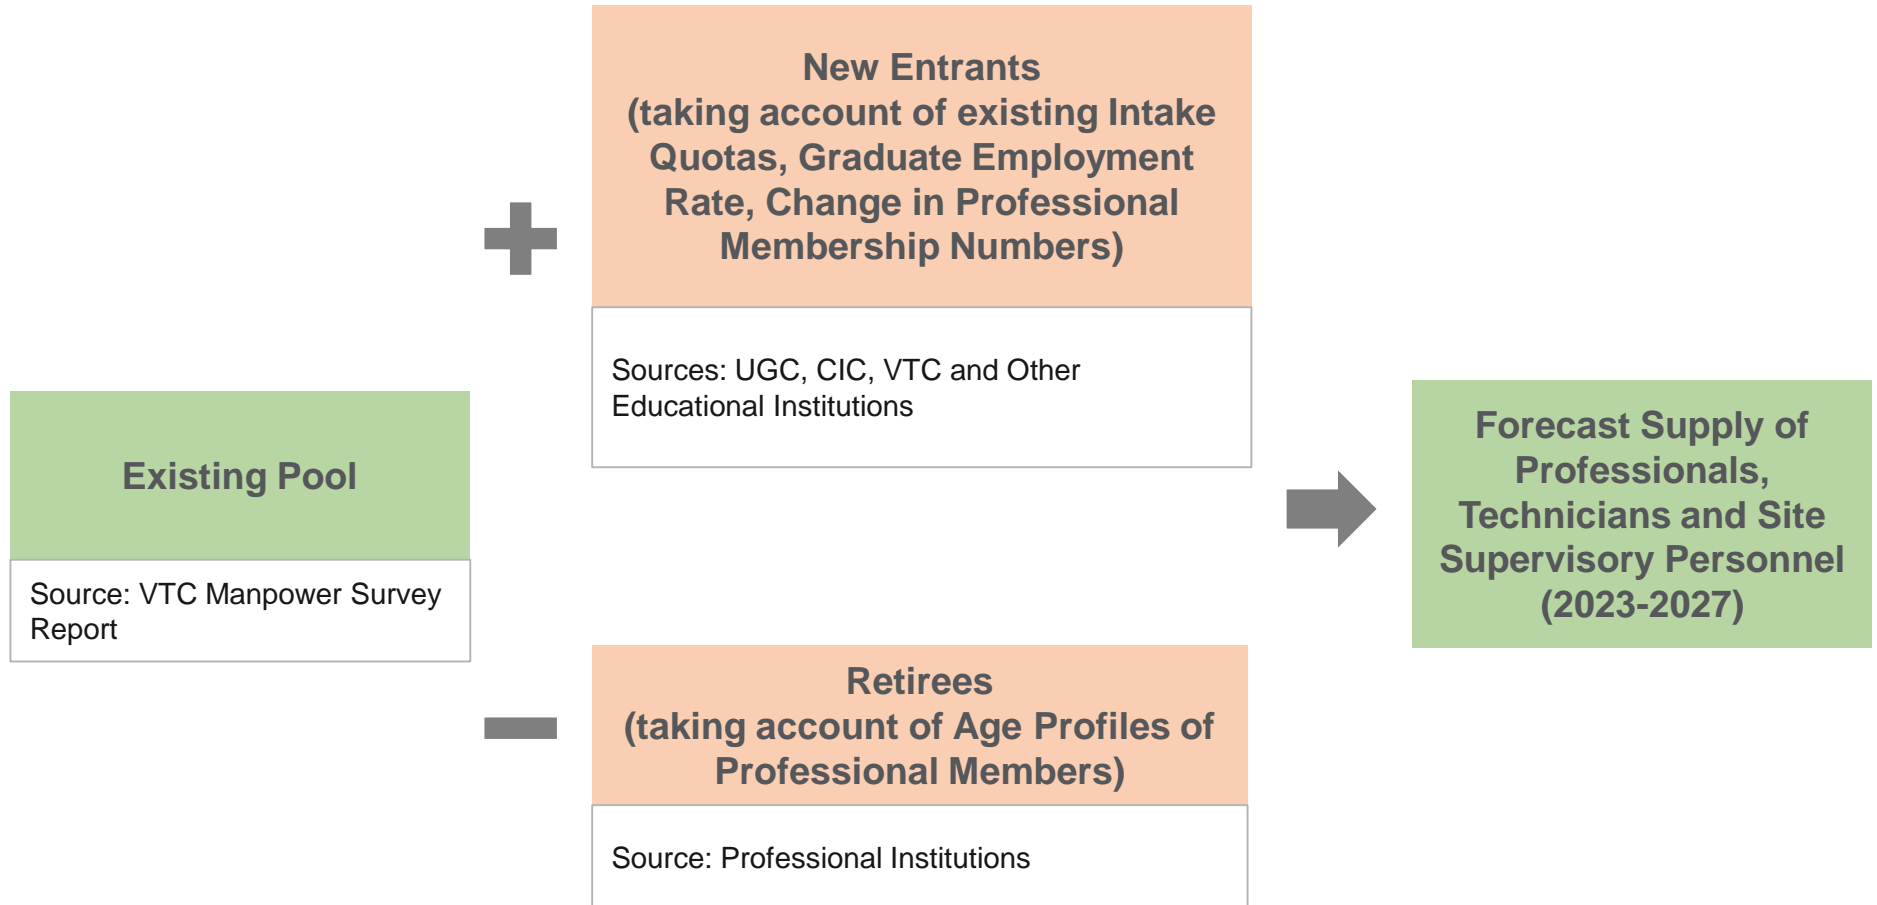 New Entrants
(taking account of existing Intake
Quotas, Graduate Employment
Rate, Change in Professional
Membership Numbers)
Sources: UGC, CIC, VTC and Other
Educational Institutions
Existing Pool
Source: VTC Manpower Survey
Report
Forecast Supply of
Professionals,
Technicians and Site
Supervisory Personnel
(2023-2027)
Retirees
(taking account of Age Profiles of
Professional Members)
Source: Professional Institutions